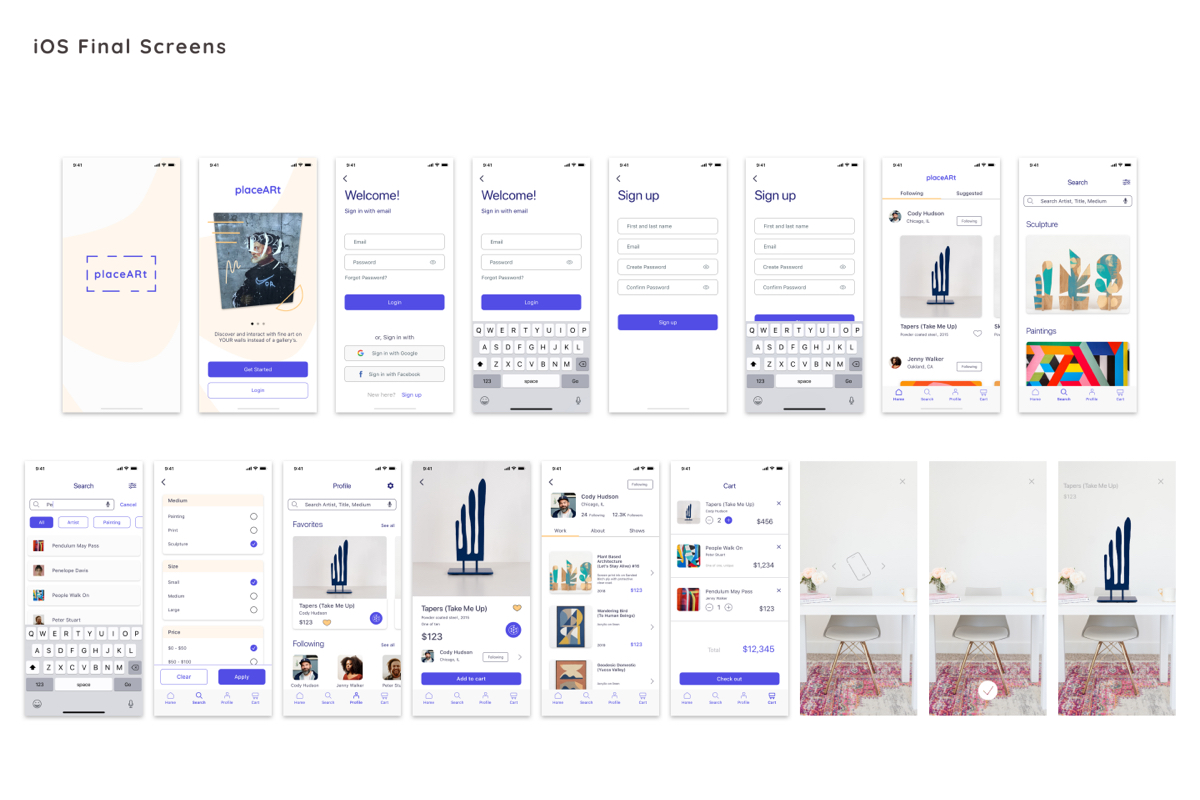 iOS Final Screens
9:41
placeARt
9:41
placeARt
Discover and interact with fine art on
YOUR walls instead of a gallery's.
Get Started
Login
9:41
Welcome!
Sign in with email
Email
Password
Forgot Password?
Login
or, Sign in with
Sign in with Google
Sign in with Facebook
New here? Sign up
9:41
Welcome!
Sign in with email
Email
Password
Forgot Password?
Login
Q W E R T Y U I O P
A S D F G H J K L
Z X C V B N M
123 space Go
9:41
Sign up
First and last name
Email
Create Password
Confirm Password
Sign up
9:41
Sign up
First and last name
Email
Create Password
Confirm Password
Q W E R T Y U I O P
A S D F G H J K L
Z X C V B N M
123 space Go
9:41
placeARt
Following Suggested
Cody Hudson
Chicago, IL
Following
Tapers (Take Me Up)
Powder coated steel, 2015
Jenny Walker
Oakland, CA
Following
Home Search Profile Cart
9:41
Search
Search Artist, Title, Medium
Sculpture
Paintings
Home Search Profile Cart
9:41
Search
Pe Cancel
All Artist Painting
Pendulum May Pass
Penelope Davis
People Walk On
Peter Stuart
Q W E R T Y U I O P
A S D F G H J K L
Z X C V B N M
123 space Go
9:41
Medium
Painting
Print
Sculpture
Size
Small
Medium
Large
Price
$0 - $50
$50 - $100
Clear Apply
Home Search Profile Cart
9:41
Profile
Search Artist, Title, Medium
Favorites See all
Tapers (Take Me Up)
Cody Hudson
$123
Following See all
Cody Hudson Jenny Walker Peter Stu
Home Search Profile Cart
9:41
Tapers (Take Me Up)
Powder coated steel, 2015
One of ten
$123
Cody Hudson
Chicago, IL
Following
Add to cart
Home Search Profile Cart
9:41
Following
Cody Hudson
Chicago, IL
24 Following 12.3K Followers
Work About Shows
Plant Based
Architecture
(Let's Stay Alive) #10
2019 $123
Wandering Bird
(To Human Beings)
$123
Geodesic Domestic
(Yucca Valley)
$123
Home Search Profile Cart
9:41
Cart
Tapers (Take Me Up)
Cody Hudson
2 $456
People Walk On
Peter Stuart
$1,234
Pendulum May Pass
Jenny Walker
1 $123
Total $12,345
Check out
Home Search Profile Cart
Tapers (Take Me Up)
$123